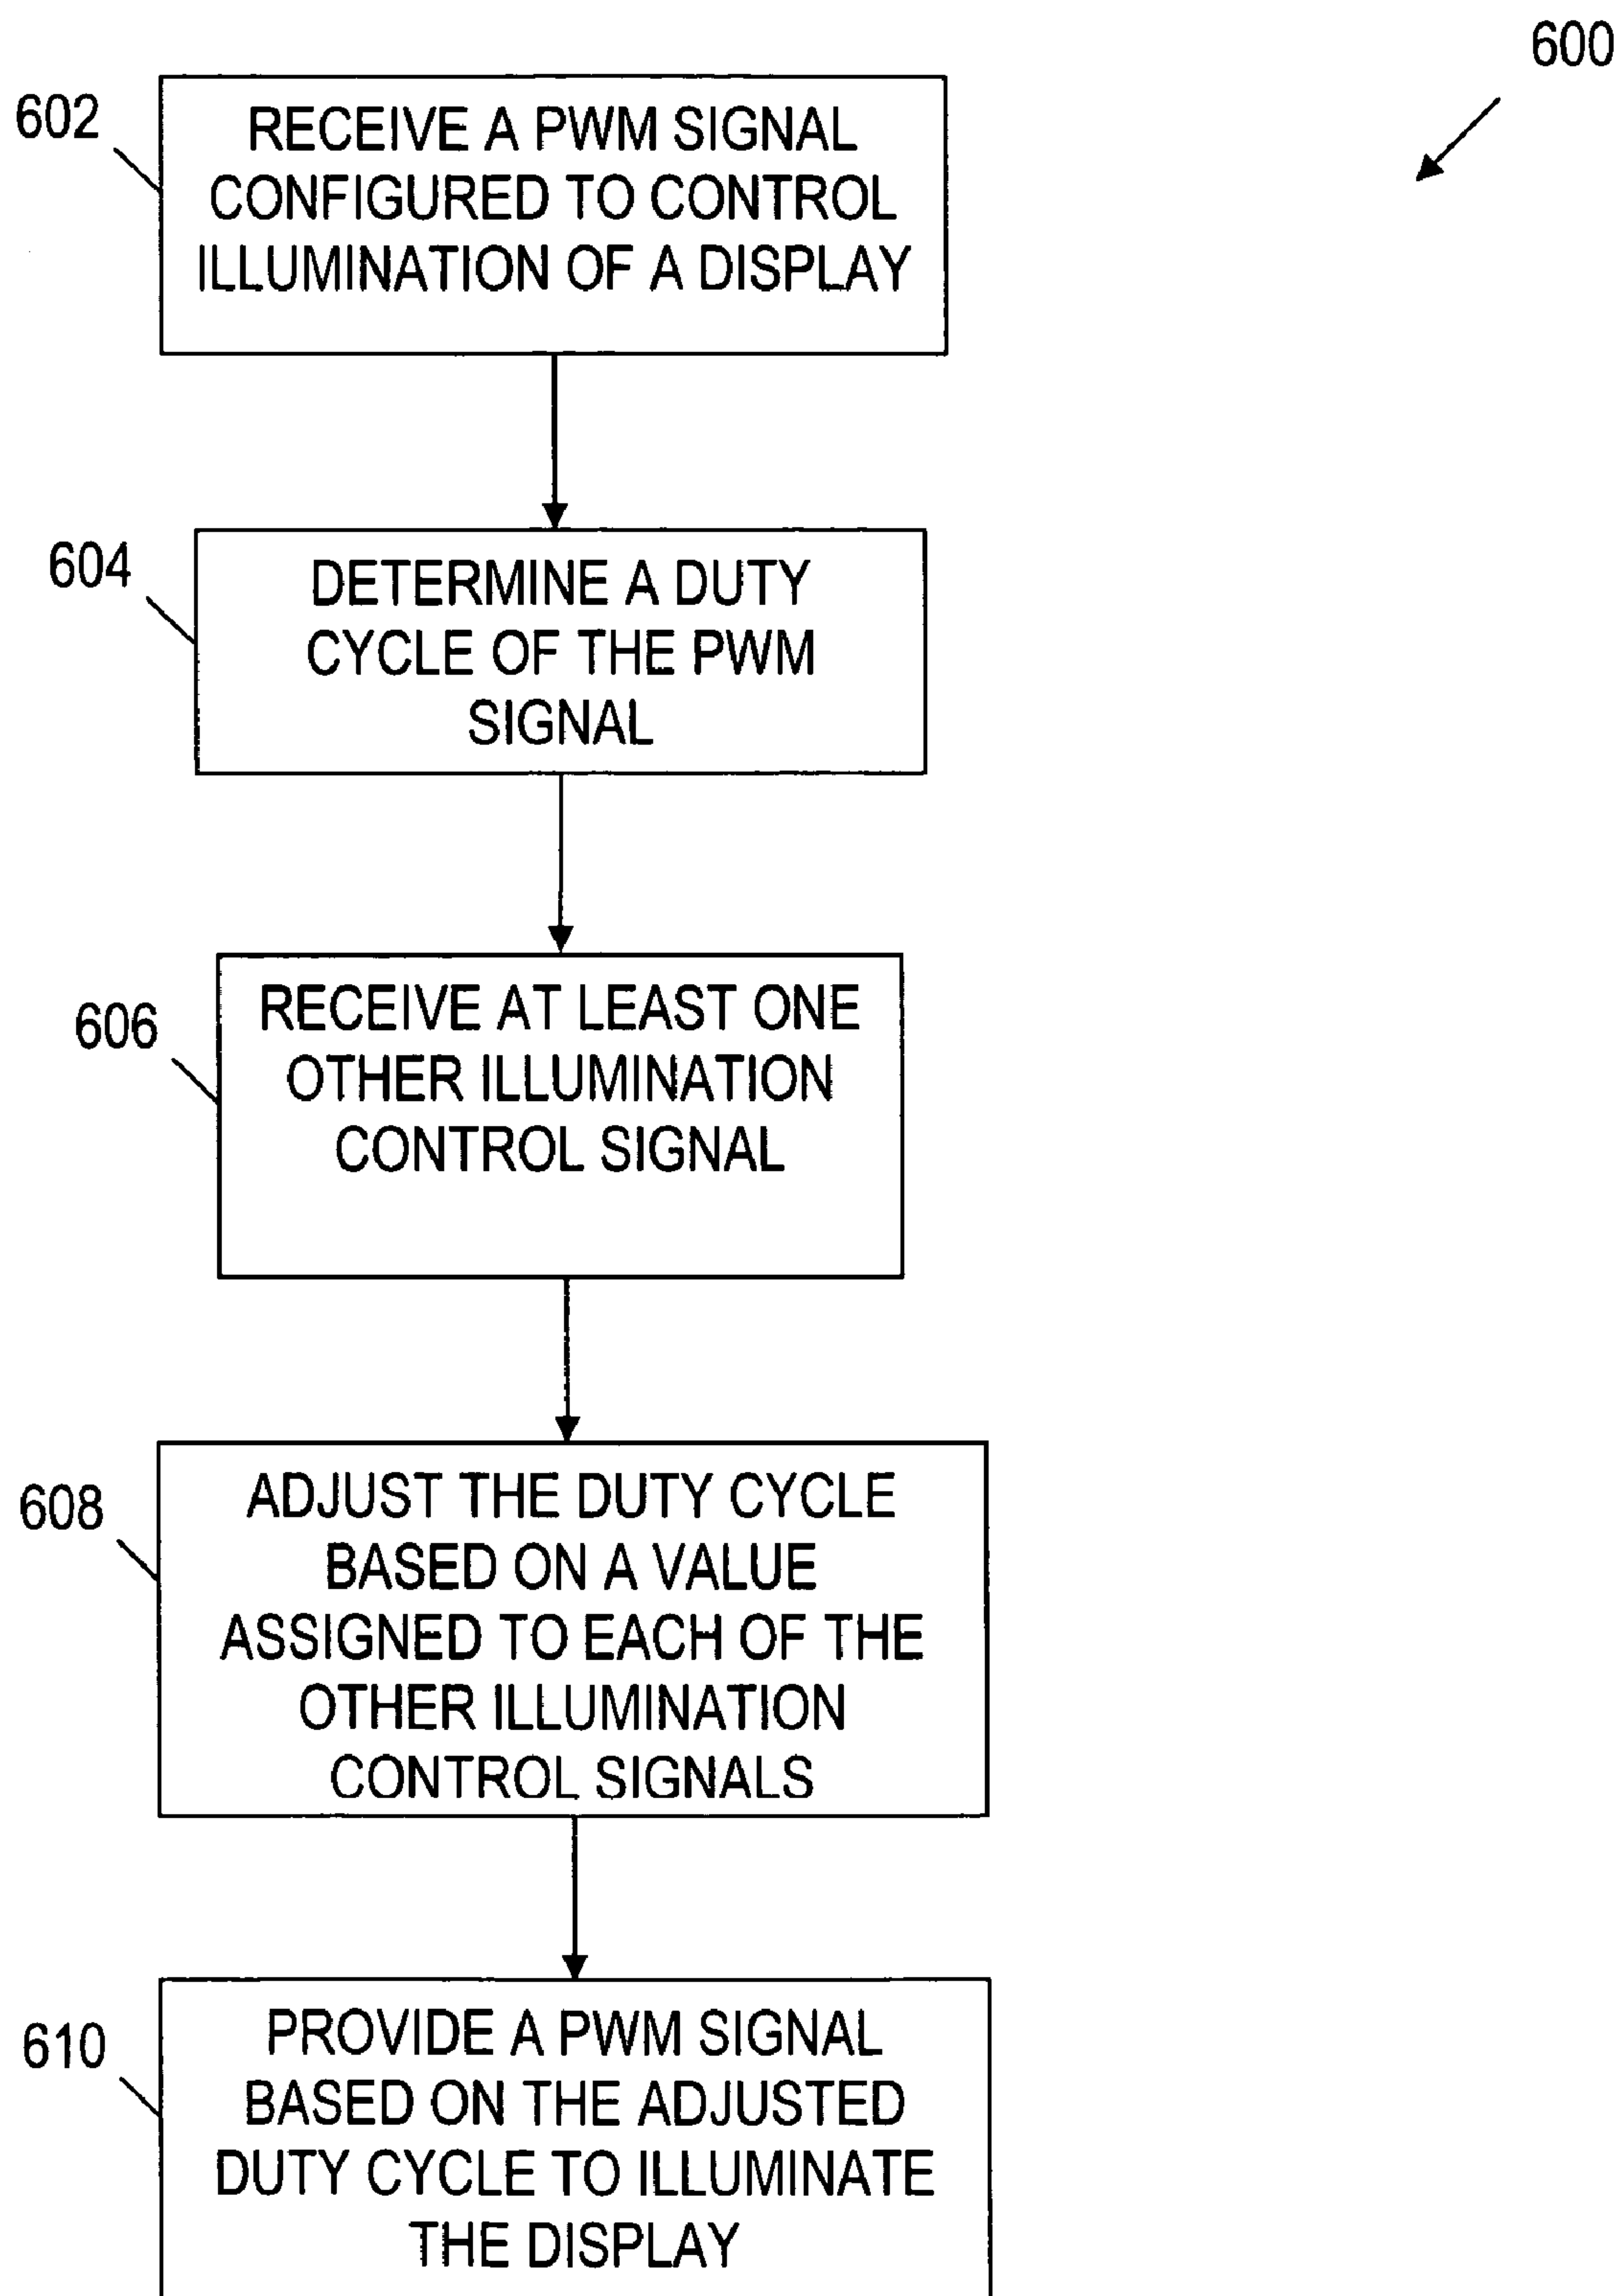 600
602
RECEIVE A PWM SIGNAL
CONFIGURED TO CONTROL
ILLUMINATION OF A DISPLAY
604
DETERMINE A DUTY
CYCLE OF THE PWM
SIGNAL
606
RECEIVE AT LEAST ONE
OTHER ILLUMINATION
CONTROL SIGNAL
608
ADJUST THE DUTY CYCLE
BASED ON A VALUE
ASSIGNED TO EACH OF THE
OTHER ILLUMINATION
CONTROL SIGNALS
610
PROVIDE A PWM SIGNAL
BASED ON THE ADJUSTED
DUTY CYCLE TO ILLUMINATE
THE DISPLAY